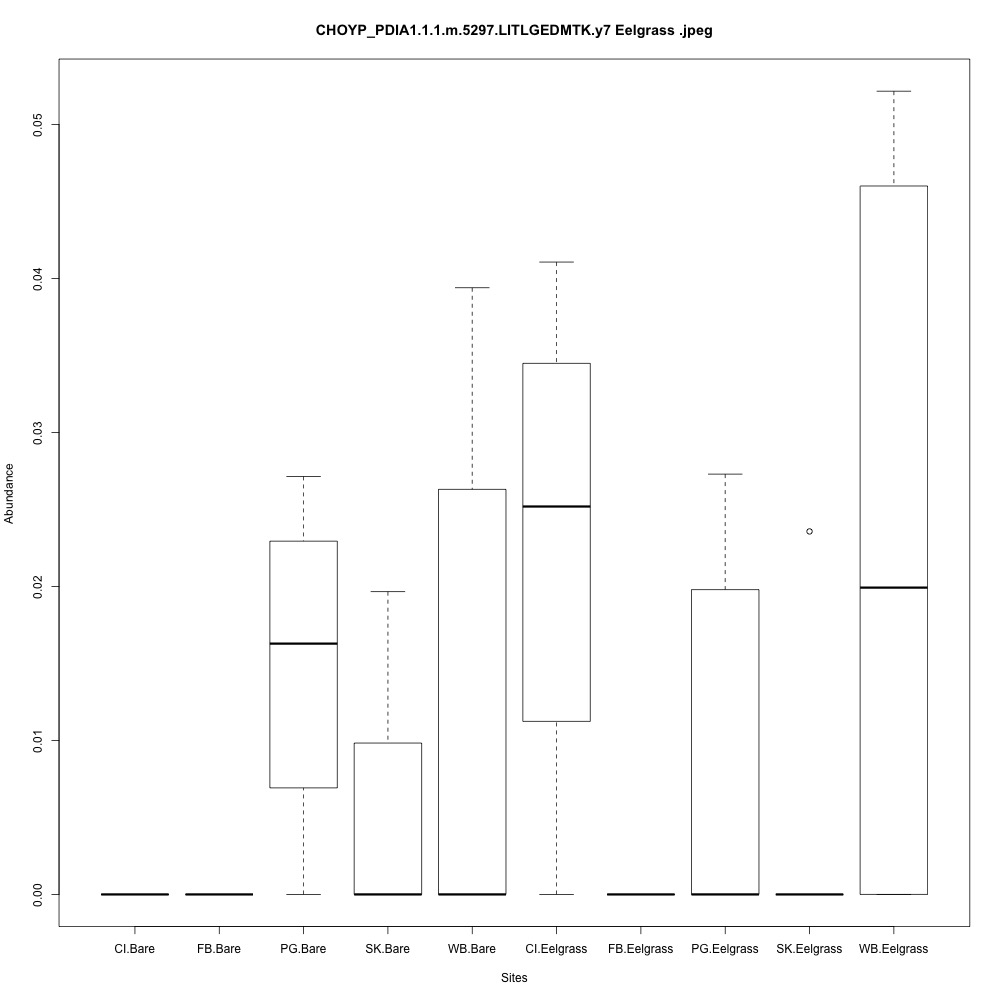 CHOYP_PDIA1.1.1.m.5297.LITLGEDMTK.y7 Eelgrass .jpeg
Abundance
0.05
0.04
0.03
0.02
0.01
0.00
CI.Bare FB.Bare PG.Bare SK.Bare WB.Bare CI.Eelgrass FB.Eelgrass PG.Eelgrass SK.Eelgrass WB.Eelgrass
Sites